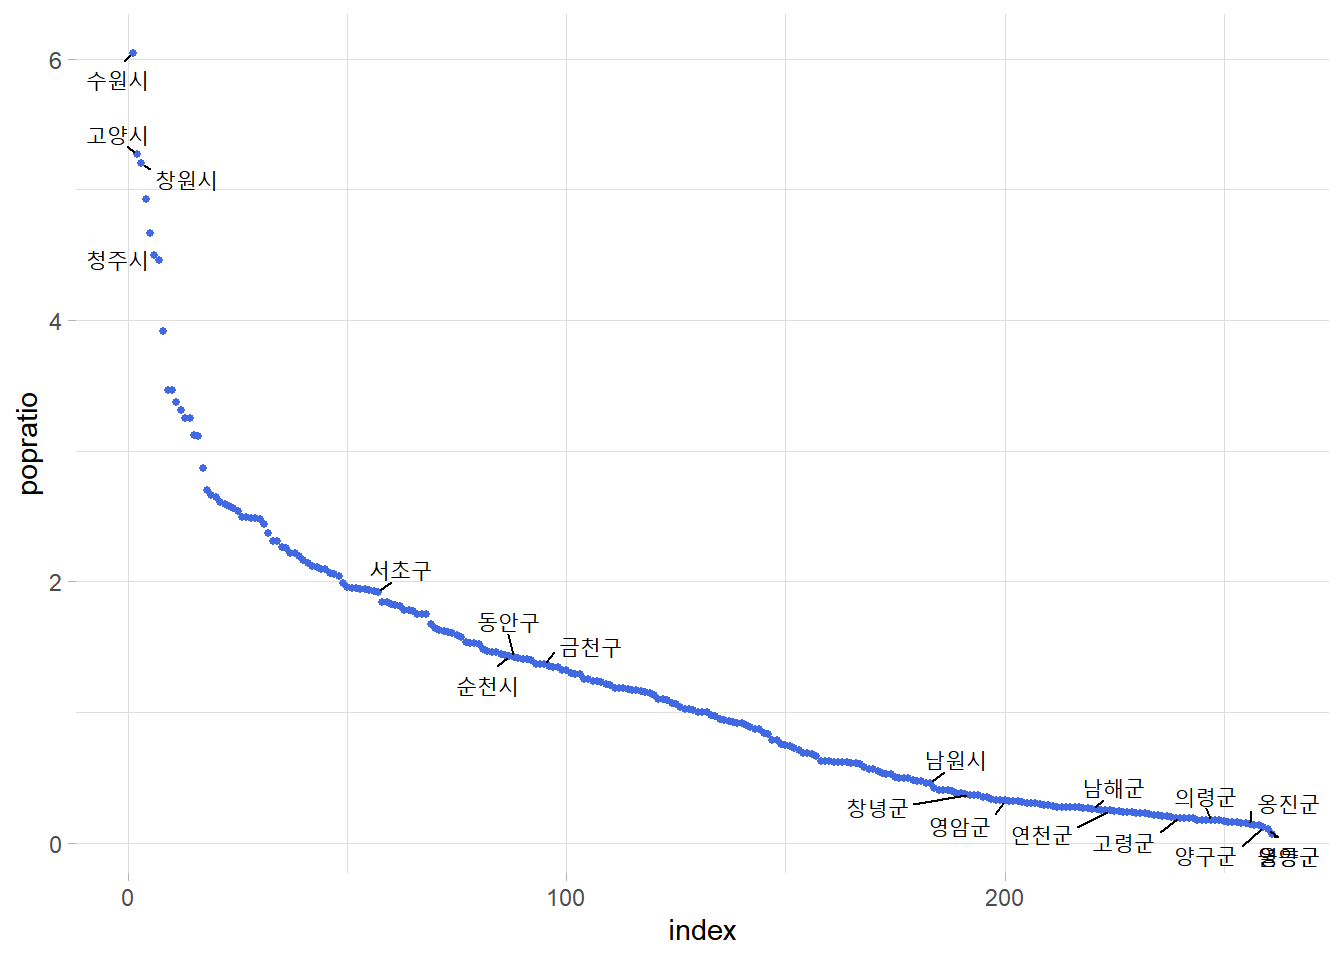 popratio
6
4
2
0
수원시
고양시
창원시
청주시
서초구
동안구
금천구
순천시
남원시
창녕군
영암군
남해군
연천군
의령군
고령군
옹진군
양구군
0
100
200
index